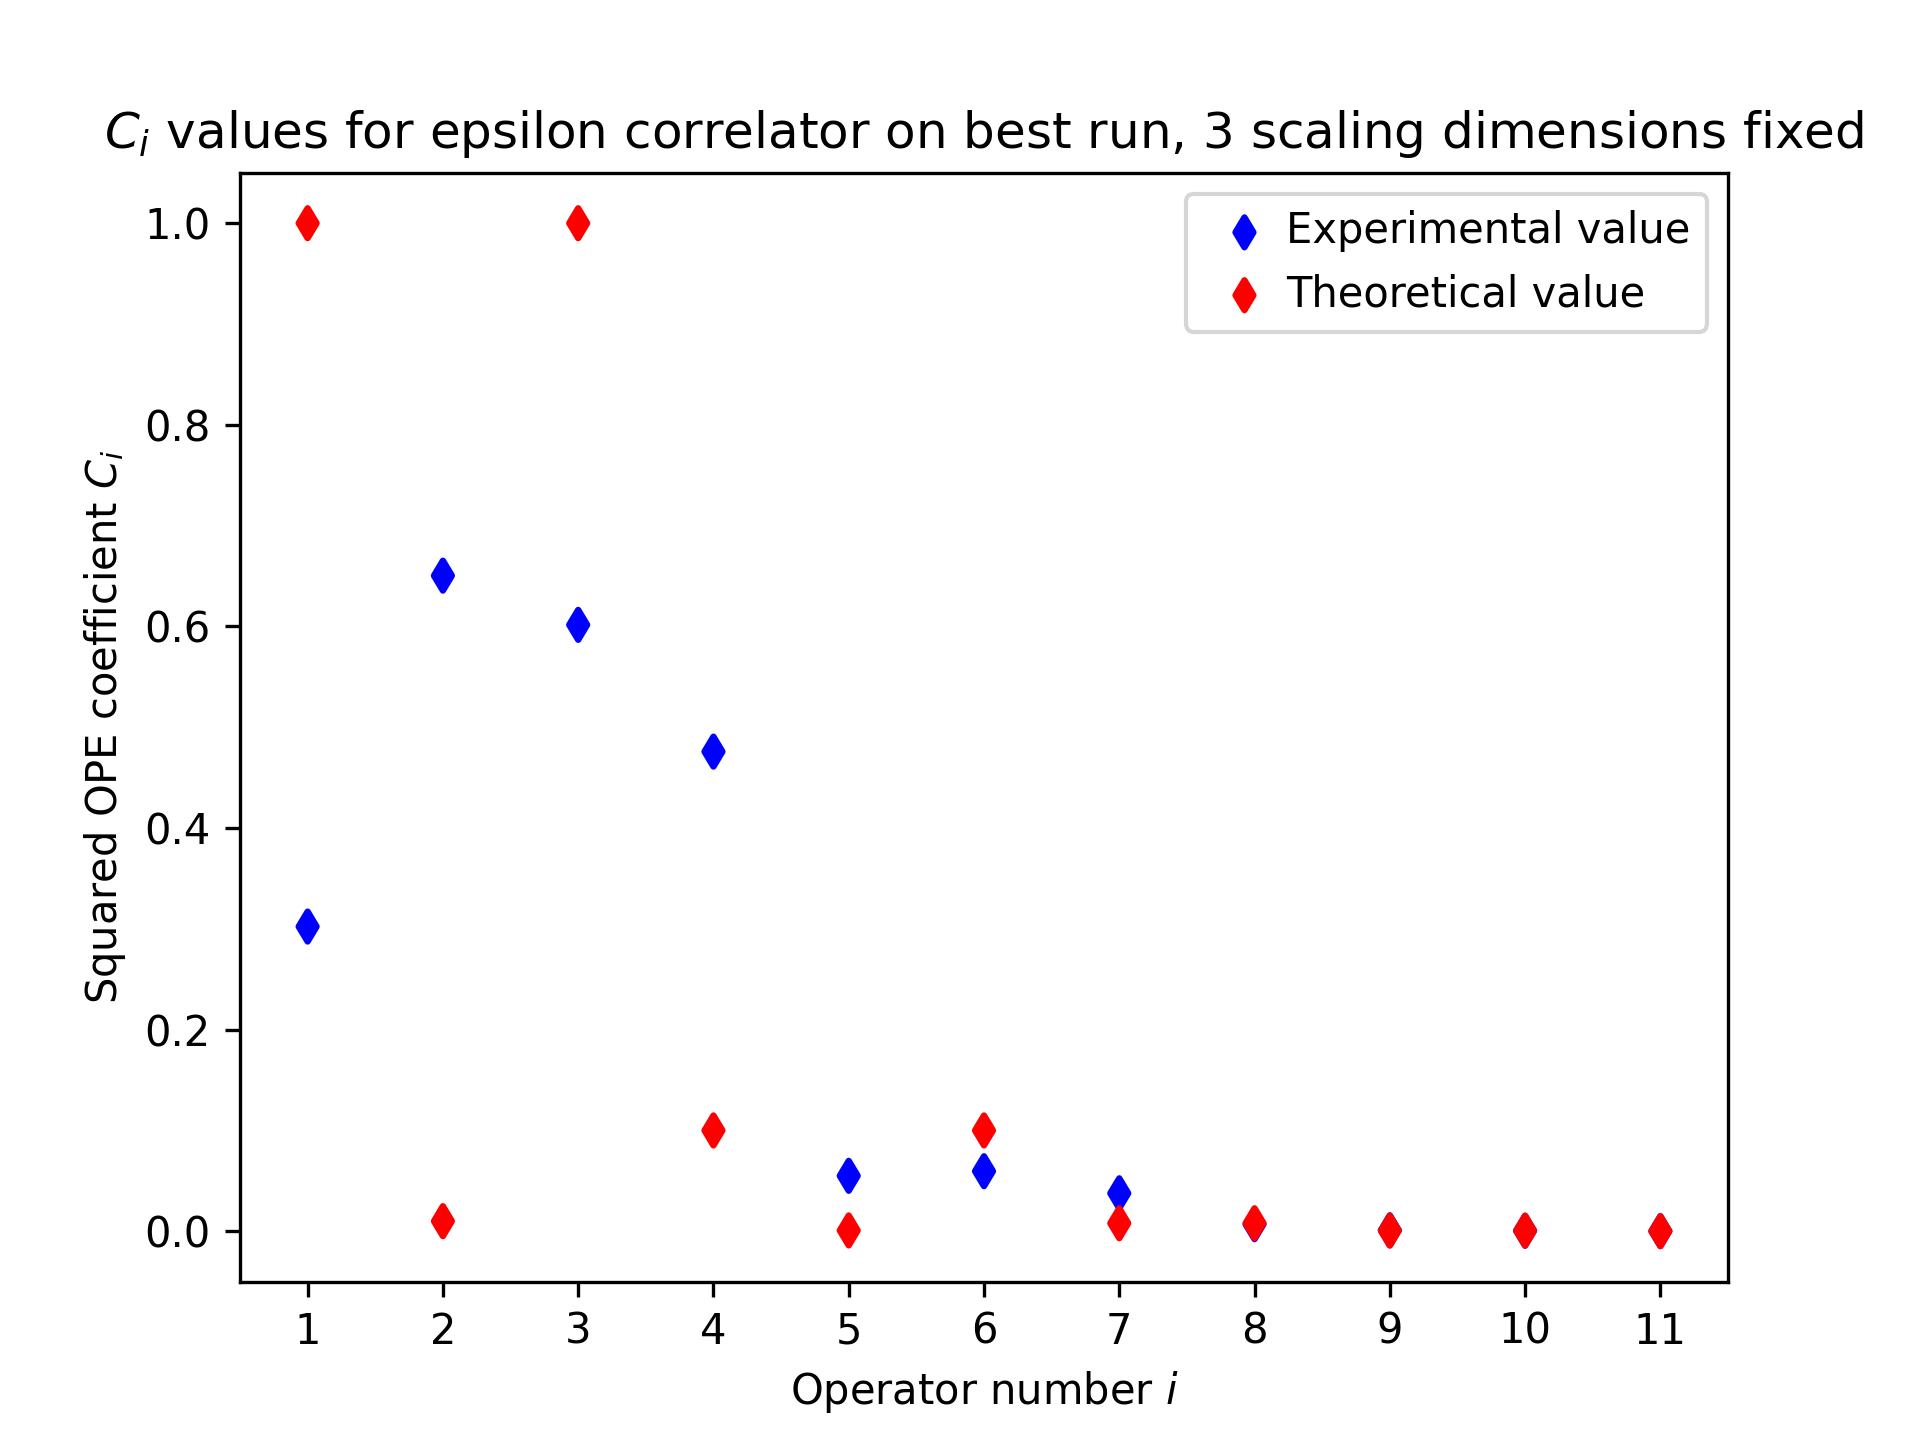 Cᵢ values for epsilon correlator on best run, 3 scaling dimensions fixed
Experimental value
Theoretical value
Squared OPE coefficient Cᵢ
1.0
0.8
0.6
0.4
0.2
0.0
1 2 3 4 5 6 7 8 9 10 11
Operator number i